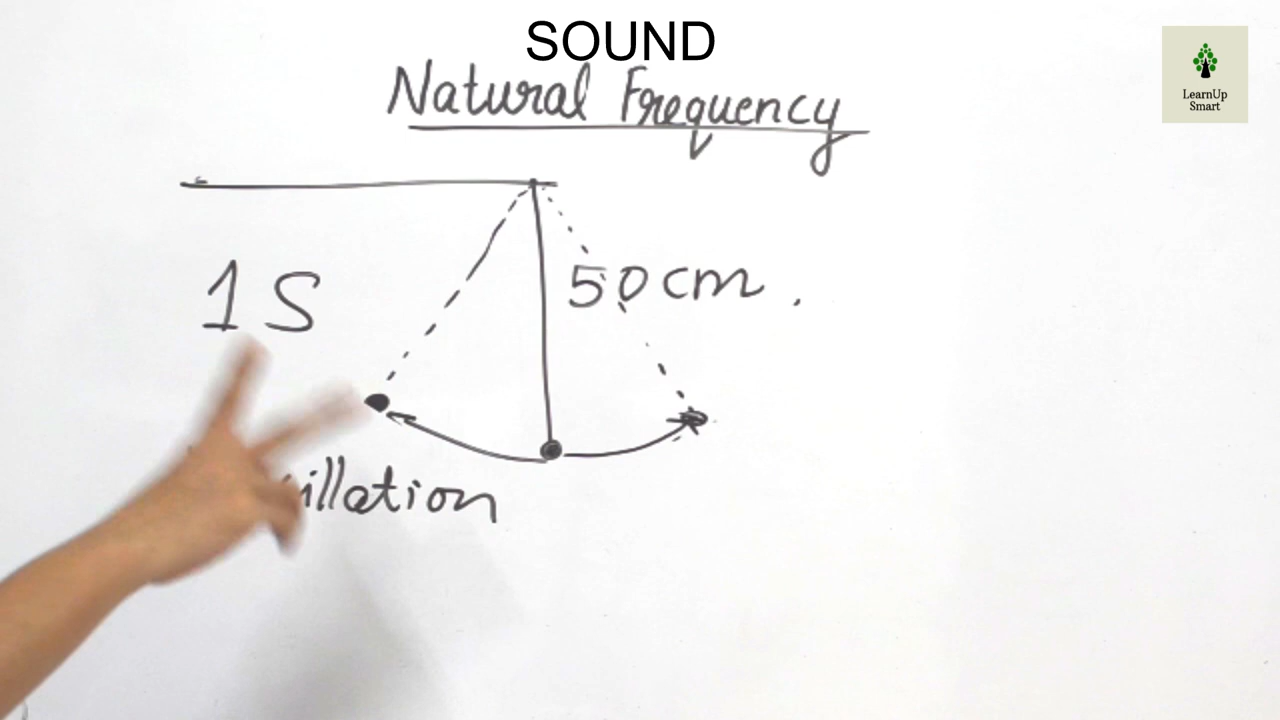 SOUND
LearnUp
Smart
Natural Frequency
50 cm.
1 S